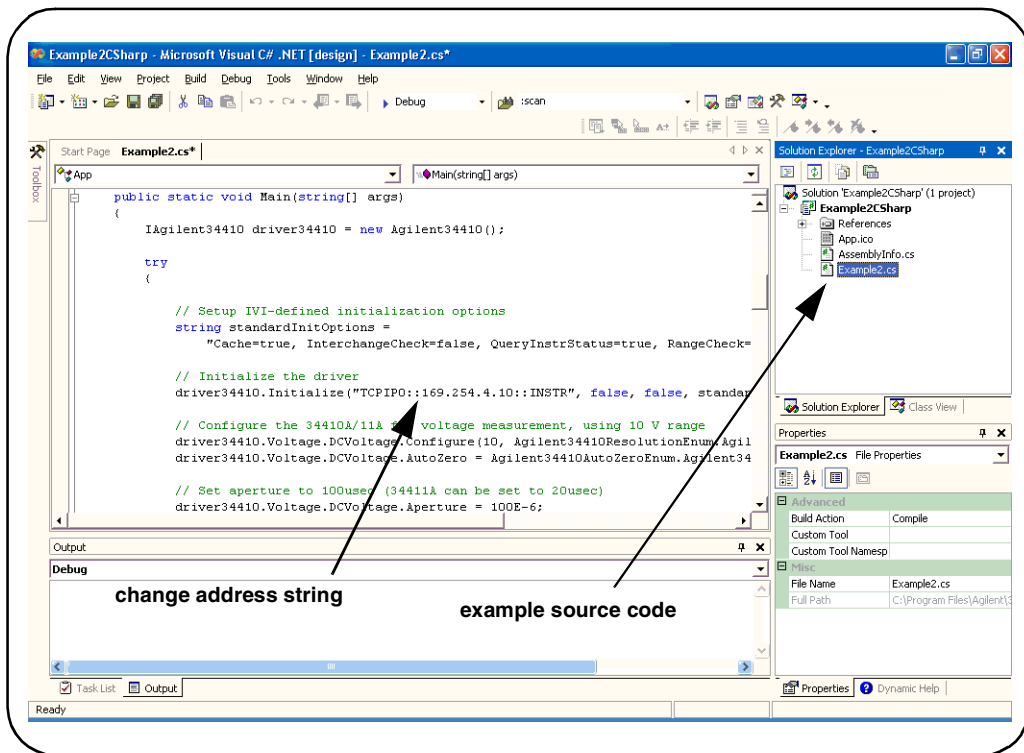 Example2CSharp - Microsoft Visual C# .NET [design] - Example2.cs*
File Edit View Project Build Debug Tools Window Help
Debug :scan
Toolbox
Start Page Example2.cs*
App Main(string[] args)
public static void Main(string[] args)
{
IAgilent34410 driver34410 = new Agilent34410();
try
{
// Setup IVI-defined initialization options
string standardInitOptions =
"Cache=true, InterchangeCheck=false, QueryInstrStatus=true, RangeCheck=
// Initialize the driver
driver34410.Initialize("TCPIP0::169.254.4.10::INSTR", false, false, standar
// Configure the 34410A/11A voltage measurement, using 10 V range
driver34410.Voltage.DCVoltage.Configure(10, Agilent34410ResolutionEnum.Agil
driver34410.Voltage.DCVoltage.AutoZero = Agilent34410AutoZeroEnum.Agilent34
// Set aperture to 100usec (34411A can be set to 20usec)
driver34410.Voltage.DCVoltage.Aperture = 100E-6;
Output
Debug
change address string
example source code
Task List Output
Ready
Solution Explorer - Example2CSharp
Solution 'Example2CSharp' (1 project)
Example2CSharp
References
App.ico
AssemblyInfo.cs
Example2.cs
Solution Explorer Class View
Properties
Example2.cs File Properties
Advanced
Build Action Compile
Custom Tool
Custom Tool Namesp
Misc
File Name Example2.cs
Full Path C:\Program Files\Agilent\3
Properties Dynamic Help